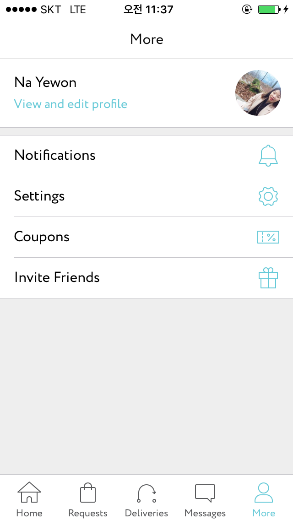 SKT LTE 오전 11:37
More
Na Yewon
View and edit profile
Notifications
Settings
Coupons
%
Invite Friends
Home Requests Deliveries Messages More